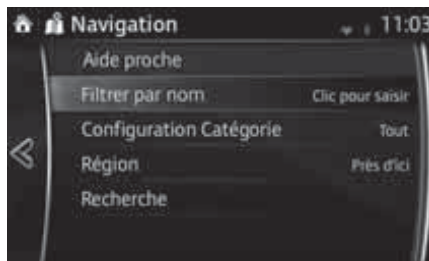 Navigation 11:03
Aide proche
Filtrer par nom Clic pour saisir
Configuration Catégorie Tout
Région Près d'ici
Recherche